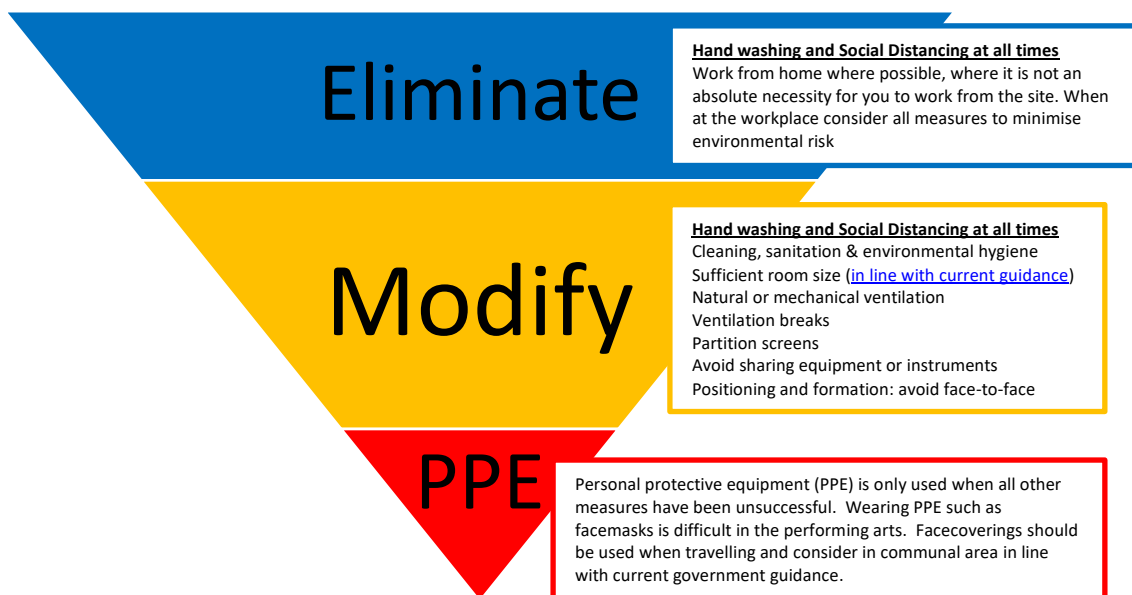 Eliminate
Hand washing and Social Distancing at all times
Work from home where possible, where it is not an
absolute necessity for you to work from the site. When
at the workplace consider all measures to minimise
environmental risk
Modify
Hand washing and Social Distancing at all times
Cleaning, sanitation & environmental hygiene
Sufficient room size (in line with current guidance)
Natural or mechanical ventilation
Ventilation breaks
Partition screens
Avoid sharing equipment or instruments
Positioning and formation: avoid face-to-face
PPE
Personal protective equipment (PPE) is only used when all other
measures have been unsuccessful.  Wearing PPE such as
facemasks is difficult in the performing arts.  Facecoverings should
be used when travelling and consider in communal area in line
with current government guidance.